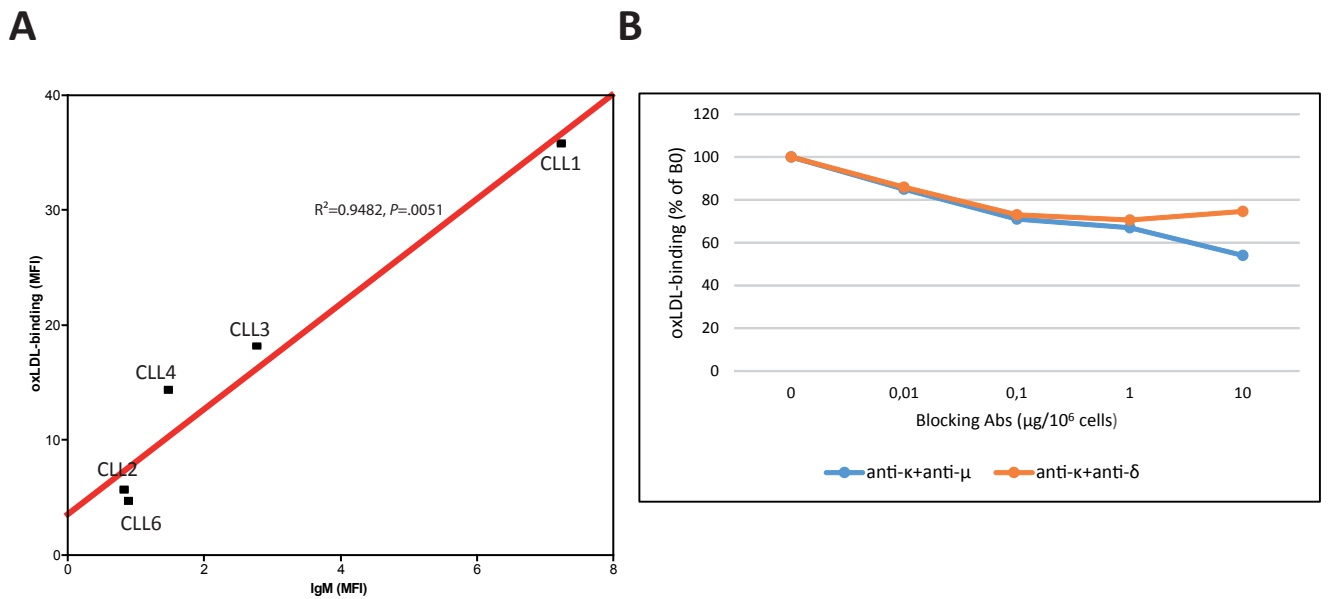 A
B
40
30
20
10
0
oxLDL-binding (MFI)
CLL1
R²=0.9482, P=.0051
CLL3
CLL4
CLL2
CLL6
0
2
4
6
8
IgM (MFI)
120
100
80
60
40
20
0
oxLDL-binding (% of B0)
0
0,01
0,1
1
10
Blocking Abs (µg/10⁶ cells)
anti-κ+anti-μ
anti-κ+anti-δ